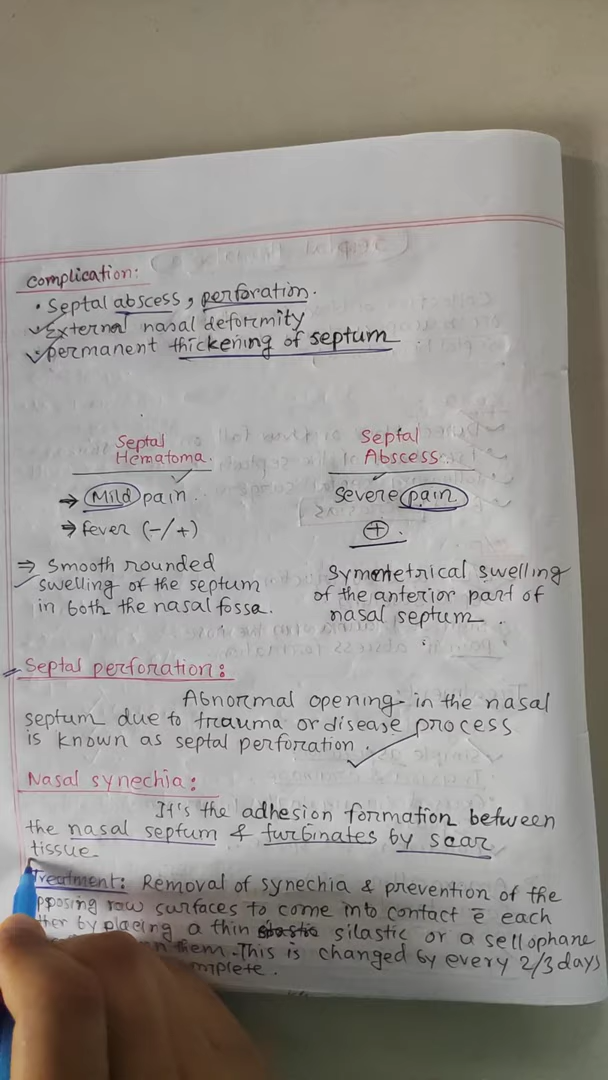 complication:
• Septal abscess, perforation.
External nasal deformity
permanent thickening of septum
Septal Hematoma.
→ Mild pain.
→ fever (-/+)
⇒ Smooth rounded
swelling of the septum
in both the nasal fossa.
Septal Abscess.
severe pain.
+.
symmetrical swelling
of the anterior part of
nasal septum.
Septal perforation:
Abnormal opening in the nasal
septum due to trauma or disease process
is known as septal perforation.
Nasal synechia:
It's the adhesion formation between
the nasal septum & turbinates by scar
tissue
Treatment: Removal of synechia & prevention of the
opposing raw surfaces to come into contact c̄ each
by placing a thin silastic or a sellophane
them. This is changed by every 2/3 days